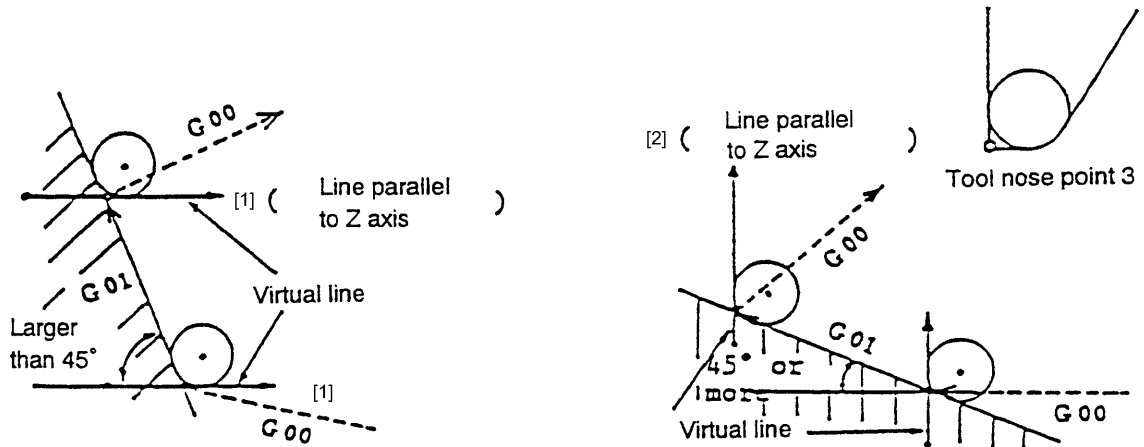 G00
[1] ( Line parallel
to Z axis )
G01
Virtual line
Larger
than 45°
[1]
G00
[2] ( Line parallel
to Z axis )
Tool nose point 3
G00
G01
45° or
more
G00
Virtual line